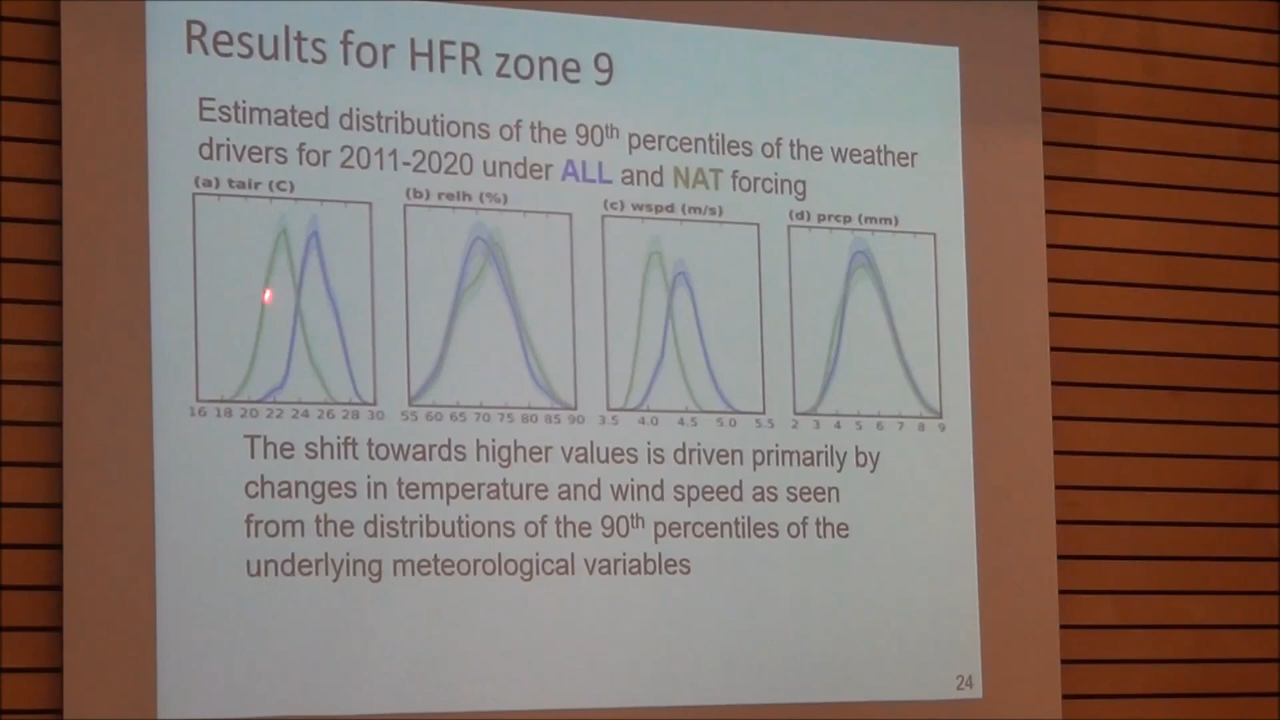 Results for HFR zone 9
Estimated distributions of the 90th percentiles of the weather
drivers for 2011-2020 under ALL and NAT forcing
(a) tair (C) (b) relh (%) (c) wspd (m/s) (d) prcp (mm)
16 18 20 22 24 26 28 30 55 60 65 70 75 80 85 90 3.5 4.0 4.5 5.0 5.5 2 3 4 5 6 7 8 9
The shift towards higher values is driven primarily by
changes in temperature and wind speed as seen
from the distributions of the 90th percentiles of the
underlying meteorological variables
24